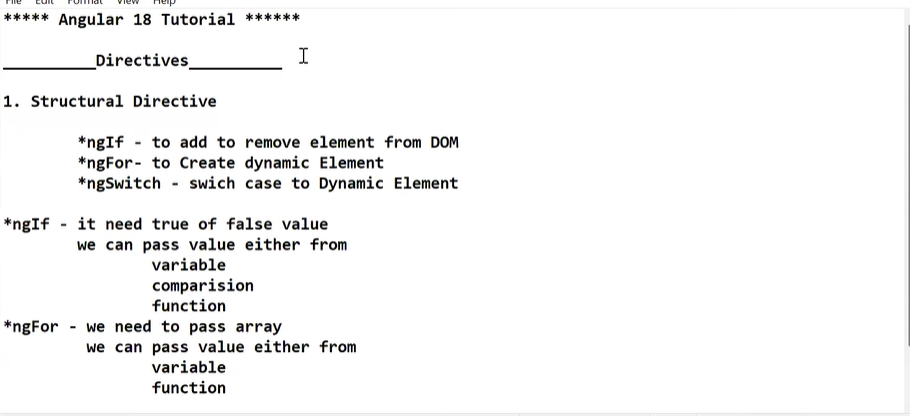 File Edit Format View Help
***** Angular 18 Tutorial ******
__________Directives__________
1. Structural Directive
*ngIf - to add to remove element from DOM
*ngFor- to Create dynamic Element
*ngSwitch - swich case to Dynamic Element
*ngIf - it need true of false value
we can pass value either from
variable
comparision
function
*ngFor - we need to pass array
we can pass value either from
variable
function